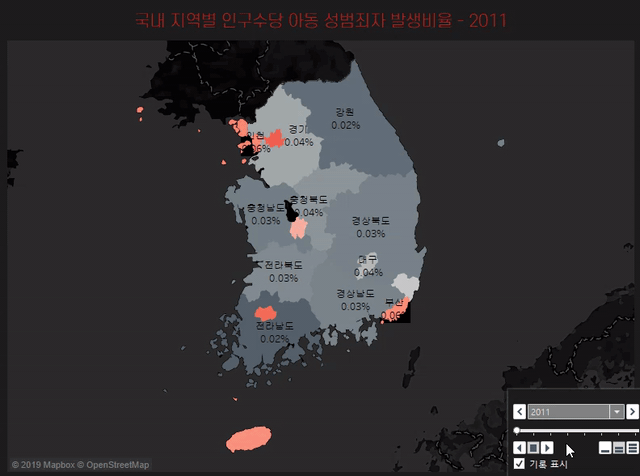 국내 지역별 인구수당 아동 성범죄자 발생비율 - 2011
강원
0.02%
경기
0.04%
인천
충청북도
0.04%
충청남도
0.03%
경상북도
0.03%
대구
0.04%
전라북도
0.03%
경상남도
0.03%
부산
0.06%
전라남도
0.02%
2011
기록 표시
© 2019 Mapbox © OpenStreetMap